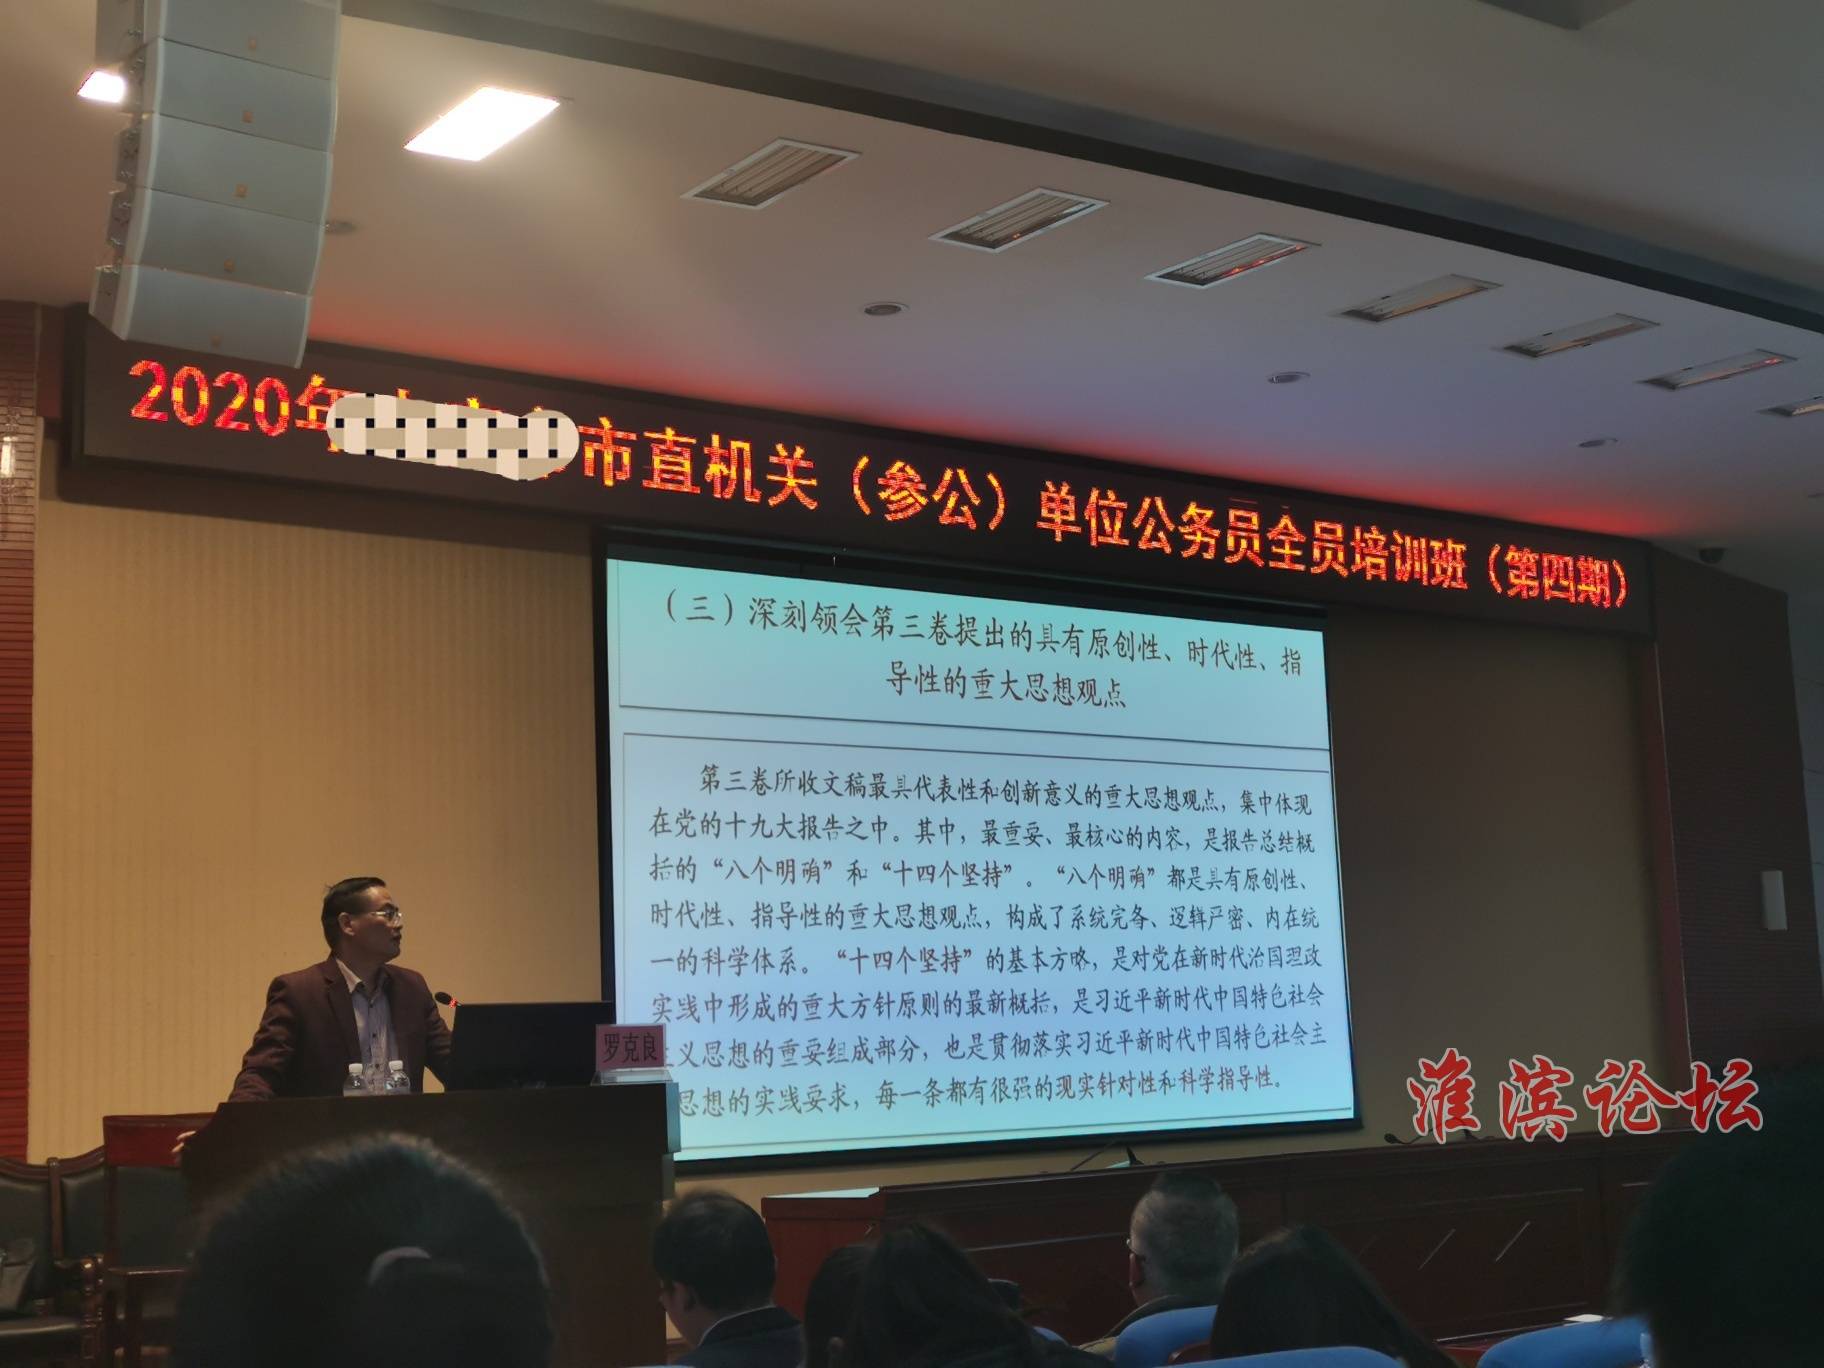 2020年
市直机关（参公）单位公务员全员培训班（第四期）
（三）深刻领会第三卷提出的具有原创性、时代性、指
导性的重大思想观点
第三卷所收文稿最具代表性和创新意义的重大思想观点，集中体现
在党的十九大报告之中。其中，最重要、最核心的内容，是报告总结概
括的“八个明确”和“十四个坚持”。“八个明确”都是具有原创性、
时代性、指导性的重大思想观点，构成了系统完备、逻辑严密、内在统
一的科学体系。“十四个坚持”的基本方略，是对党在新时代治国理政
实践中形成的重大方针原则的最新概括，是习近平新时代中国特色社会
主义思想的重要组成部分，也是贯彻落实习近平新时代中国特色社会主
思想的实践要求，每一条都有很强的现实针对性和科学指导性。
罗克良
淮滨论坛